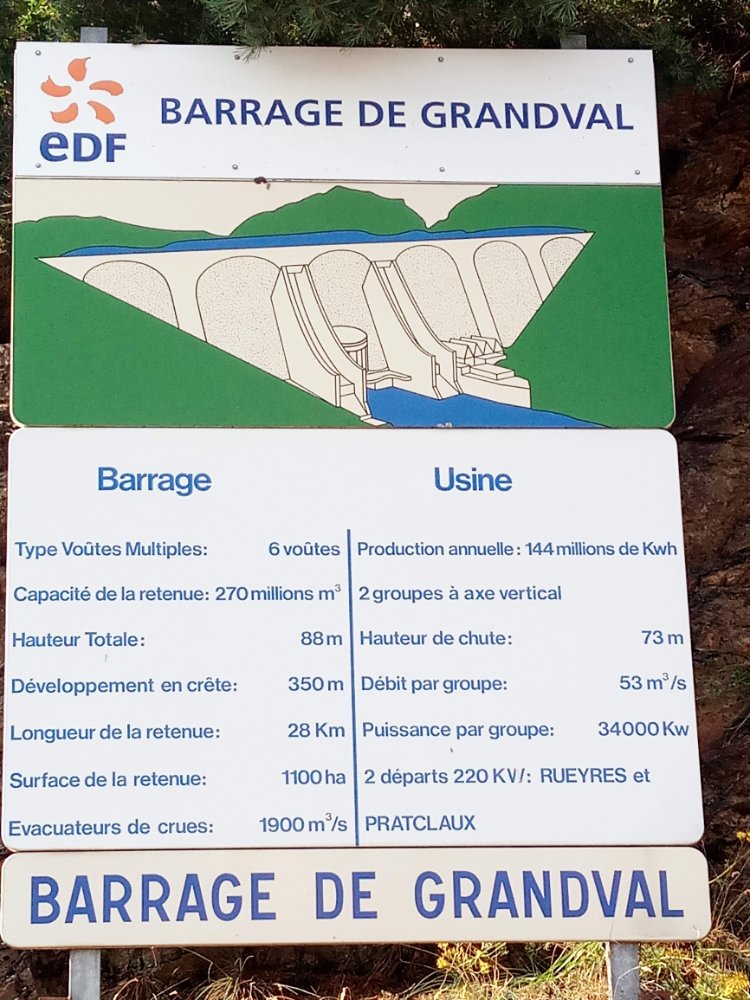 eDF
BARRAGE DE GRANDVAL
Barrage
Type Voûtes Multiples: 6 voûtes
Capacité de la retenue: 270 millions m³
Hauteur Totale: 88 m
Développement en crête: 350 m
Longueur de la retenue: 28 Km
Surface de la retenue: 1100 ha
Evacuateurs de crues: 1900 m³/s
Usine
Production annuelle: 144 millions de Kwh
2 groupes à axe vertical
Hauteur de chute: 73 m
Débit par groupe: 53 m³/s
Puissance par groupe: 34000 Kw
2 départs 220 KV: RUEYRES et
PRATCLAUX
BARRAGE DE GRANDVAL